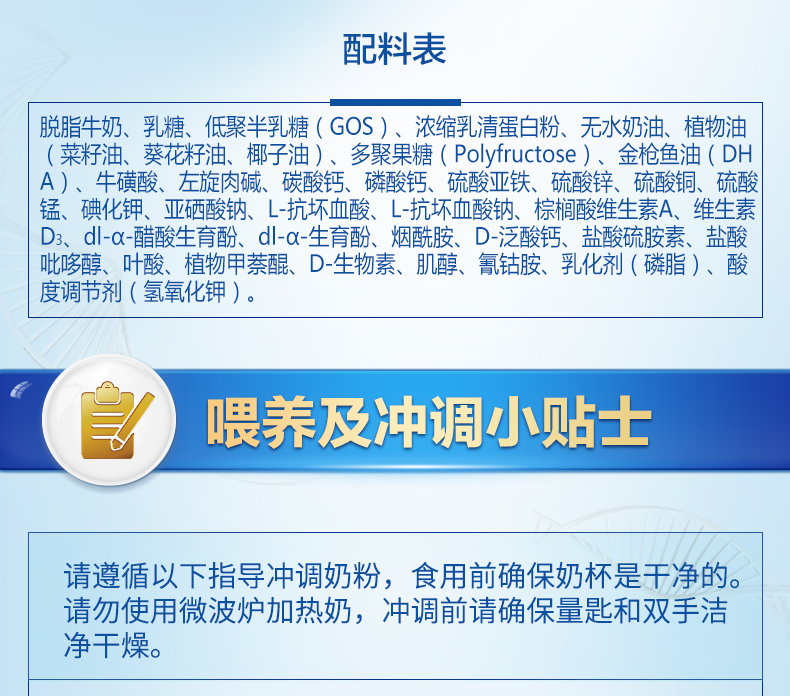 配料表
脱脂牛奶、乳糖、低聚半乳糖（GOS）、浓缩乳清蛋白粉、无水奶油、植物油
（菜籽油、葵花籽油、椰子油）、多聚果糖（Polyfructose）、金枪鱼油（DH
A）、牛磺酸、左旋肉碱、碳酸钙、磷酸钙、硫酸亚铁、硫酸锌、硫酸铜、硫酸
锰、碘化钾、亚硒酸钠、L-抗坏血酸、L-抗坏血酸钠、棕榈酸维生素A、维生素
D₃、dl-α-醋酸生育酚、dl-α-生育酚、烟酰胺、D-泛酸钙、盐酸硫胺素、盐酸
吡哆醇、叶酸、植物甲萘醌、D-生物素、肌醇、氰钴胺、乳化剂（磷脂）、酸
度调节剂（氢氧化钾）。
喂养及冲调小贴士
请遵循以下指导冲调奶粉，食用前确保奶杯是干净的。
请勿使用微波炉加热奶，冲调前请确保量匙和双手洁
净干燥。